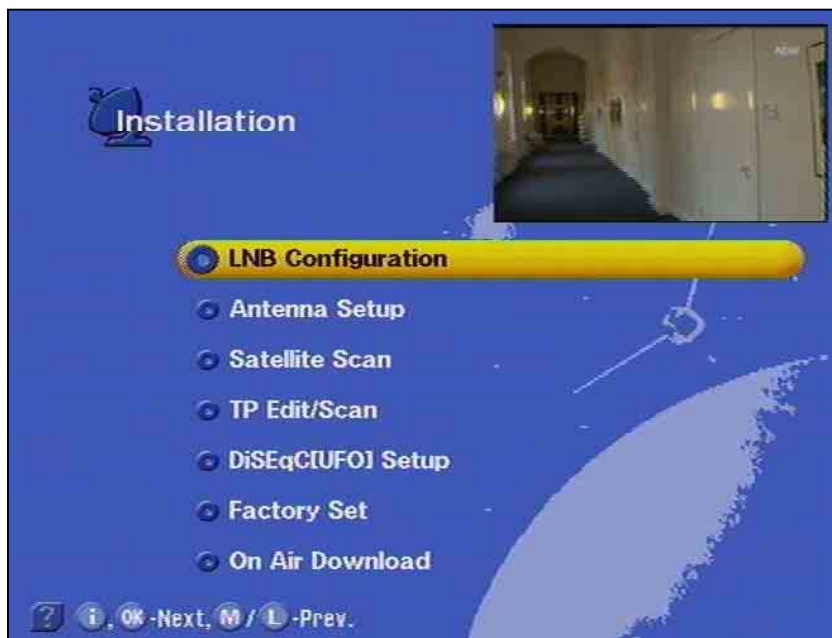 Installation
LNB Configuration
Antenna Setup
Satellite Scan
TP Edit/Scan
DiSEqC[UFO] Setup
Factory Set
On Air Download
? i, OK -Next, M / L -Prev.